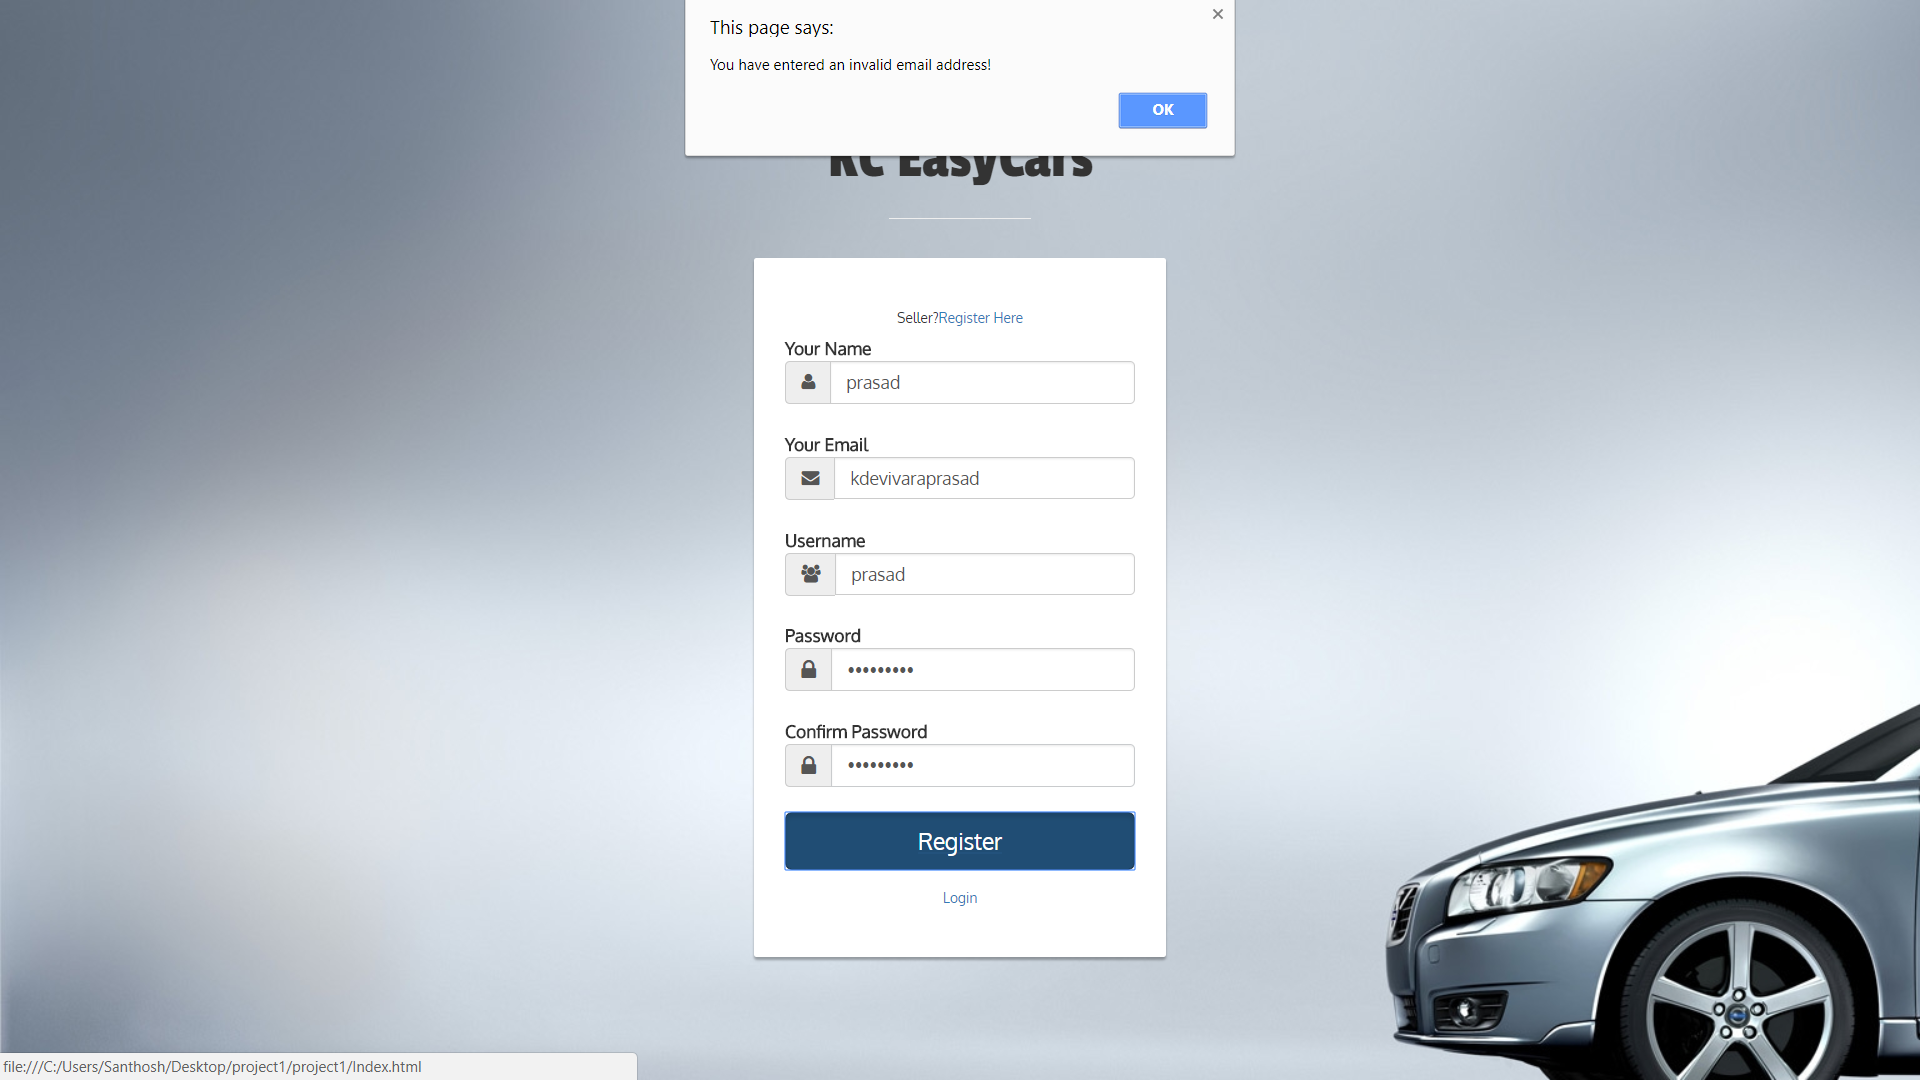 This page says:
You have entered an invalid email address!
OK
RC EasyCars
Seller?Register Here
Your Name
prasad
Your Email
kdevivaraprasad
Username
prasad
Password
•••••••••
Confirm Password
•••••••••
Register
Login
file:///C:/Users/Santhosh/Desktop/project1/project1/Index.html